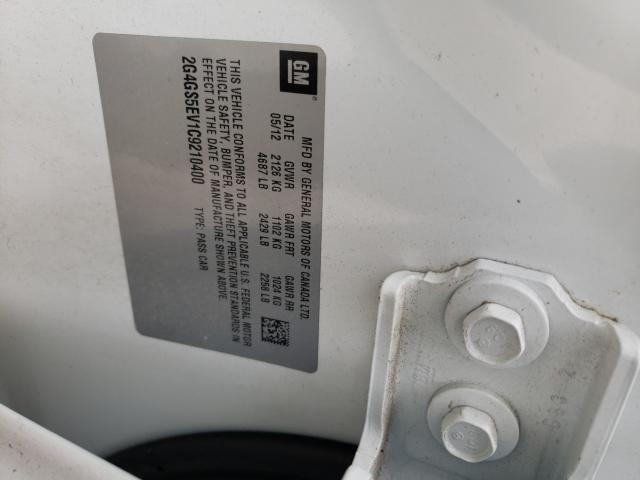 GM
MFD BY GENERAL MOTORS OF CANADA LTD.
DATE GVWR GAWR FRT GAWR RR
05/12 2126 KG 1102 KG 1024 KG
4687 LB 2429 LB 2258 LB
THIS VEHICLE CONFORMS TO ALL APPLICABLE U.S. FEDERAL MOTOR
VEHICLE SAFETY, BUMPER, AND THEFT PREVENTION STANDARDS IN
EFFECT ON THE DATE OF MANUFACTURE SHOWN ABOVE.
2G4GS5EV1C9210400 TYPE: PASS CAR